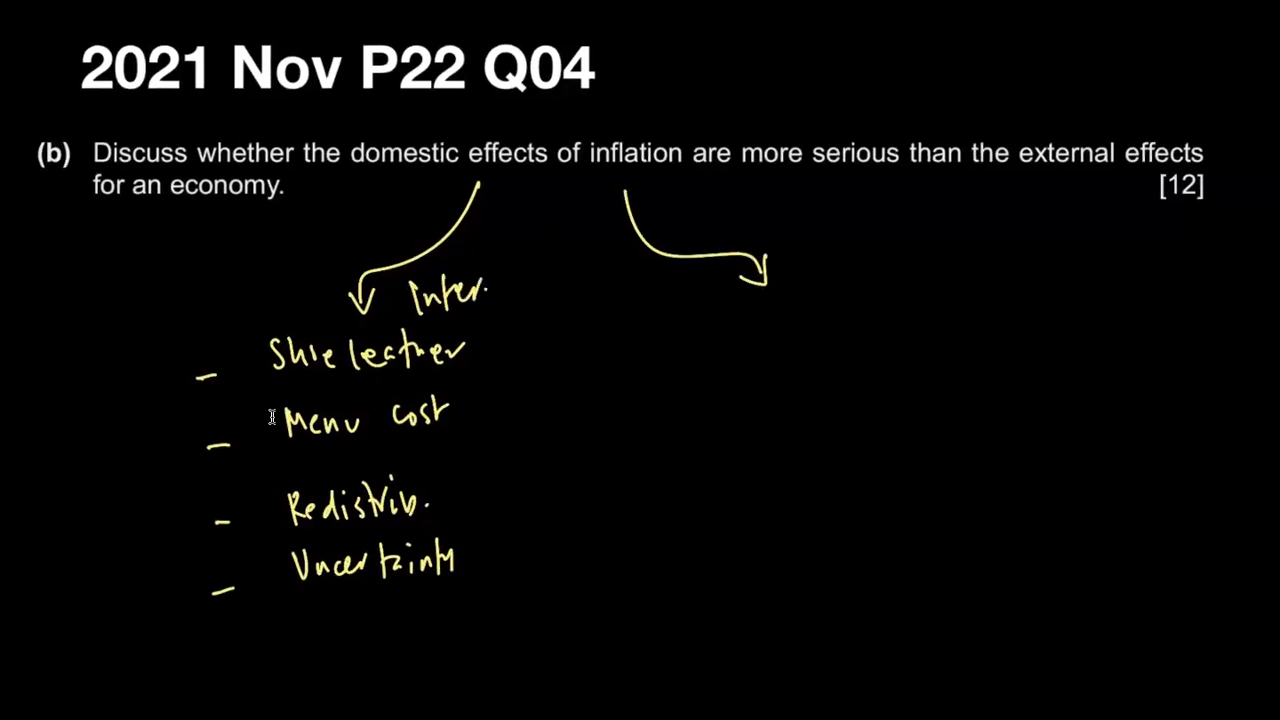 2021 Nov P22 Q04
(b) Discuss whether the domestic effects of inflation are more serious than the external effects
for an economy. [12]
Inter.
- Shoe leather
- Menu cost
- Redistrib.
- Uncertainty